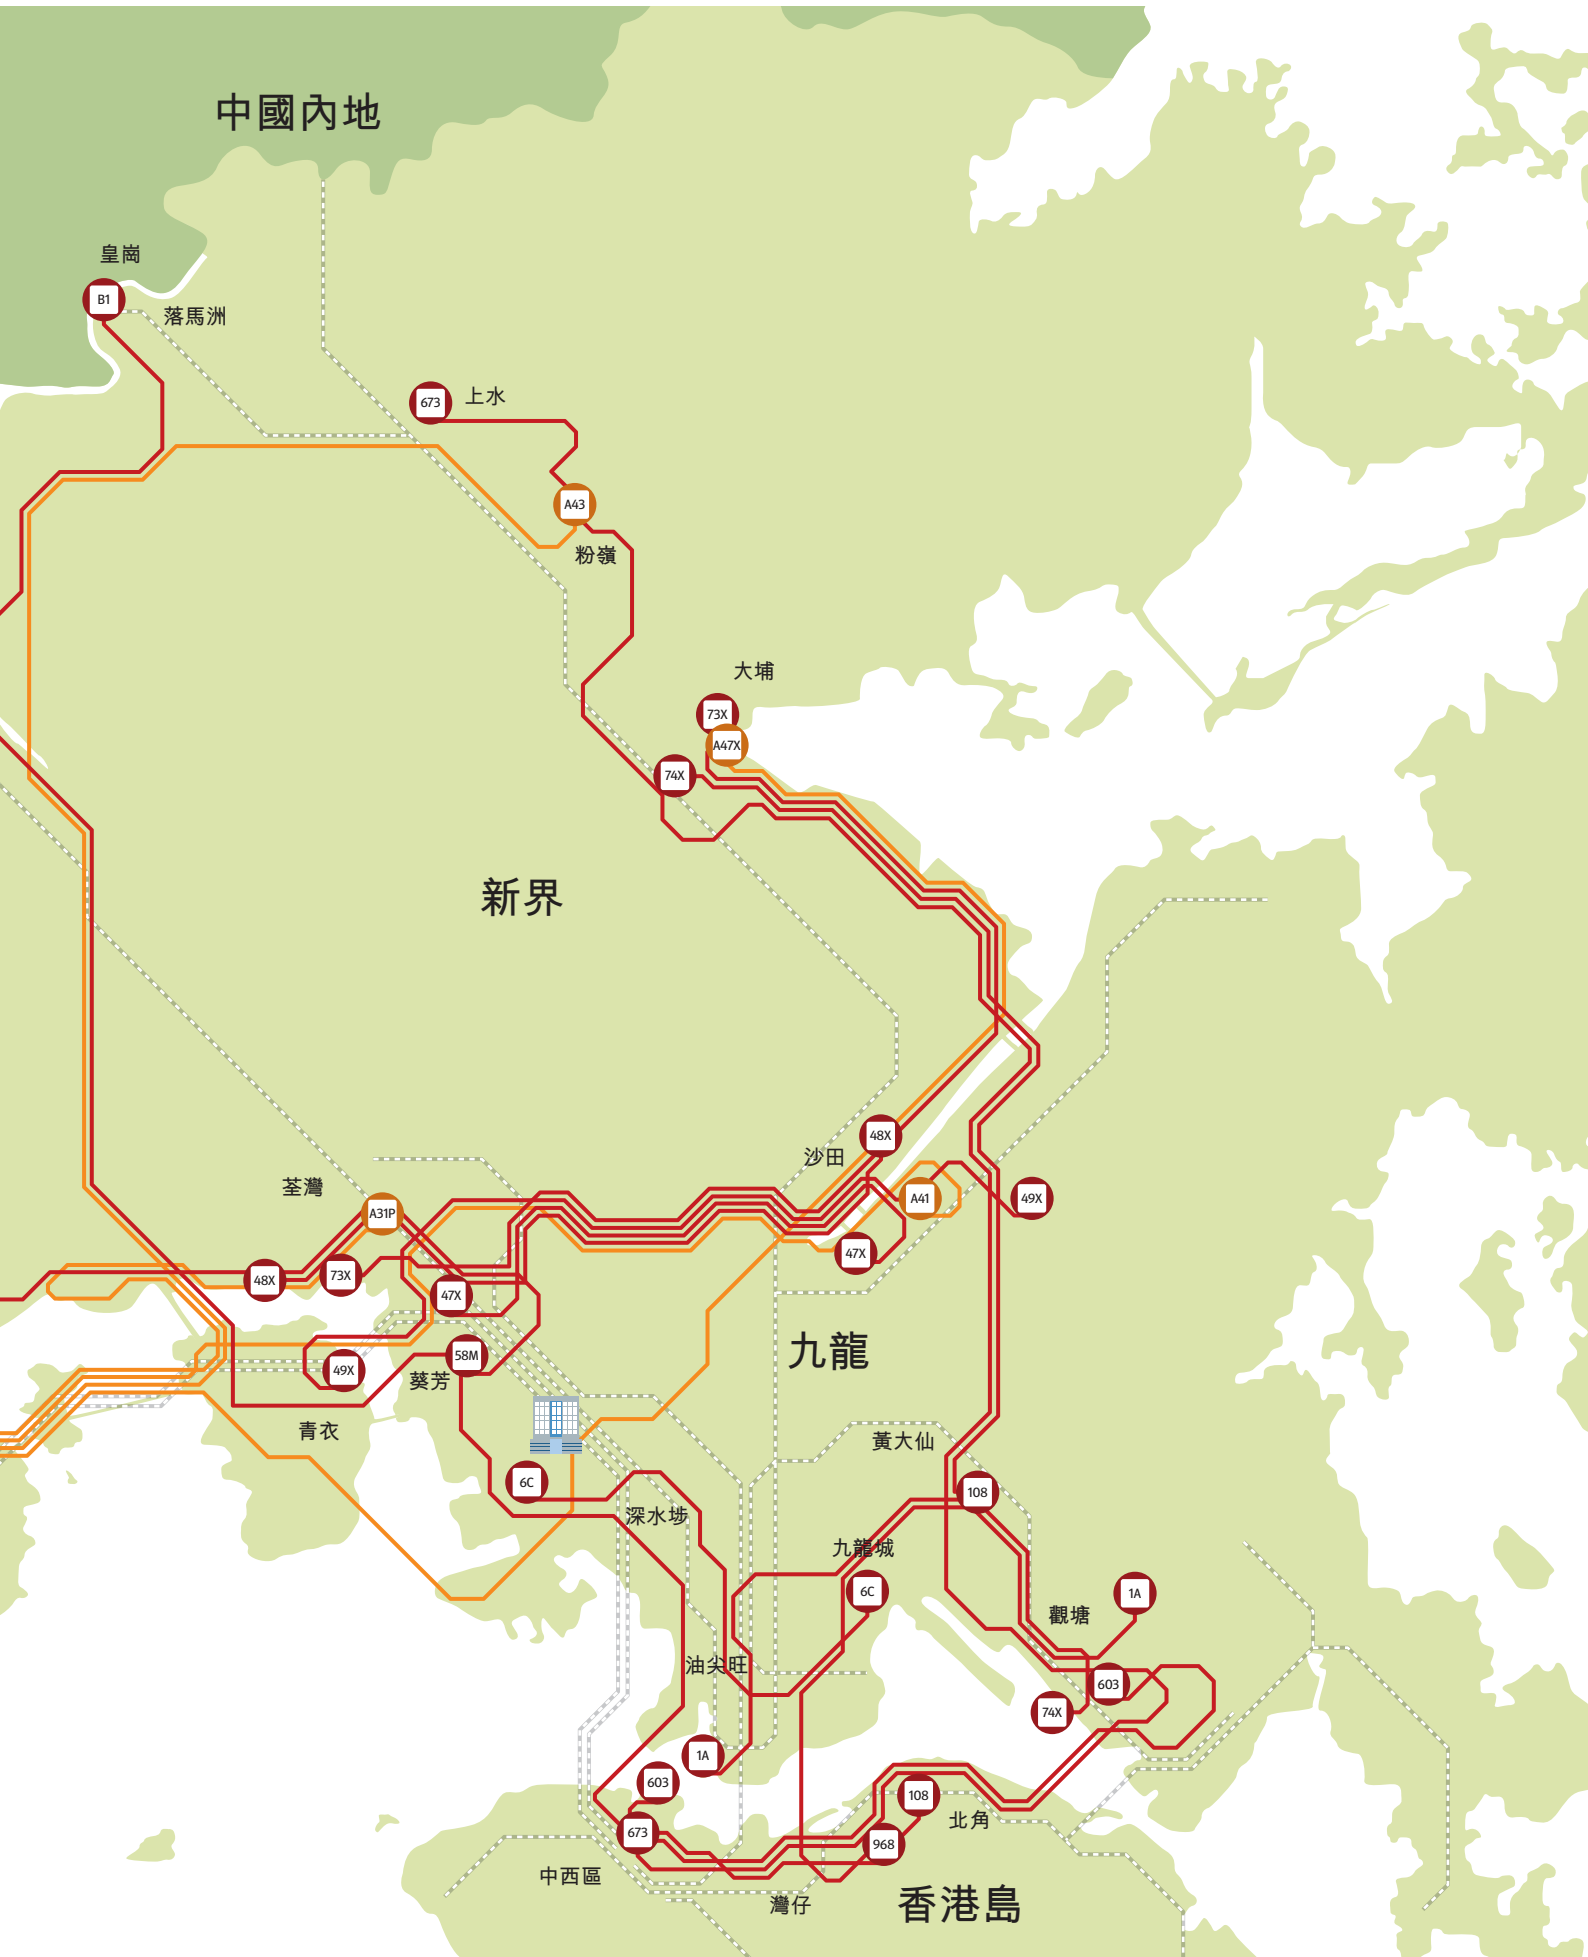 中國內地
皇崗
B1
落馬洲
673
上水
A43
粉嶺
大埔
73X
A47X
74X
新界
48X
沙田
荃灣
A31P
A41
49X
47X
48X
73X
47X
58M
49X
葵芳
九龍
青衣
黃大仙
6C
108
深水埗
九龍城
6C
1A
觀塘
油尖旺
603
74X
1A
603
108
北角
673
968
中西區
灣仔
香港島